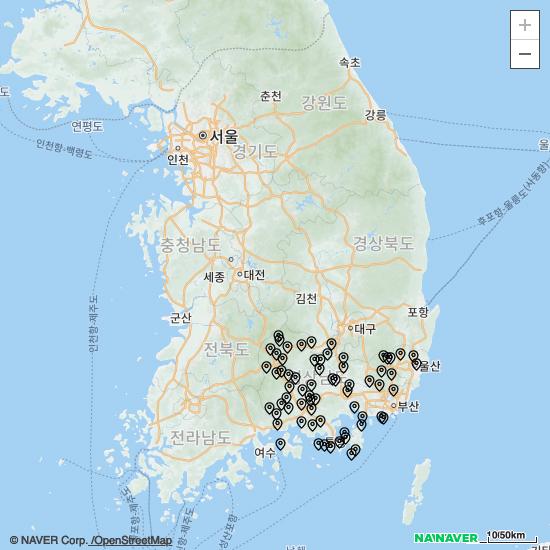 +
−
속초
춘천
강원도
강릉
도
연평도
서울
인천항-백령도
인천
경기도
울
후포항-울릉도(사동항)
충청남도
경상북도
세종
대전
김천
포항
인천항-제주도
군산
대구
전북도
울산
부산
전라남도
여수
© NAVER Corp. /OpenStreetMap
NAVER
10/50km